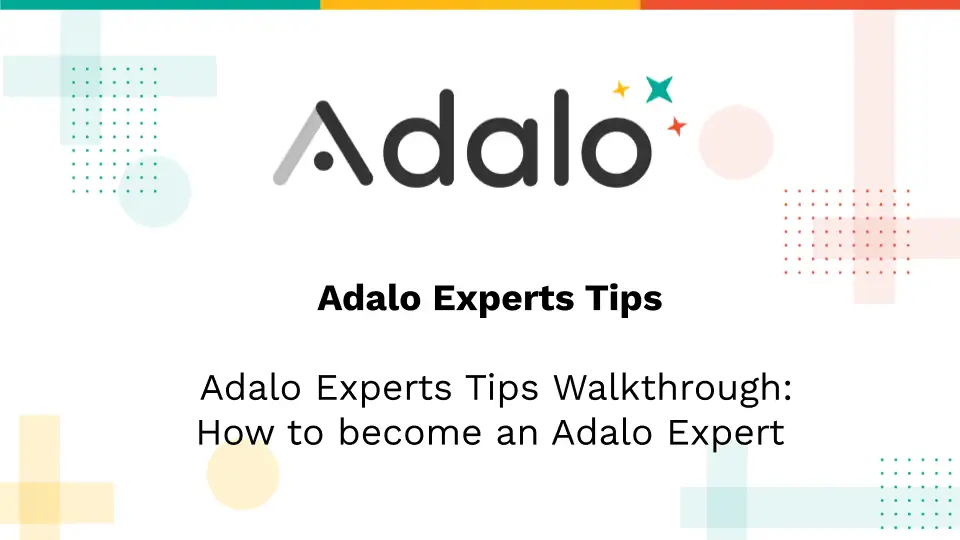 Adalo
Adalo Experts Tips
Adalo Experts Tips Walkthrough:
How to become an Adalo Expert